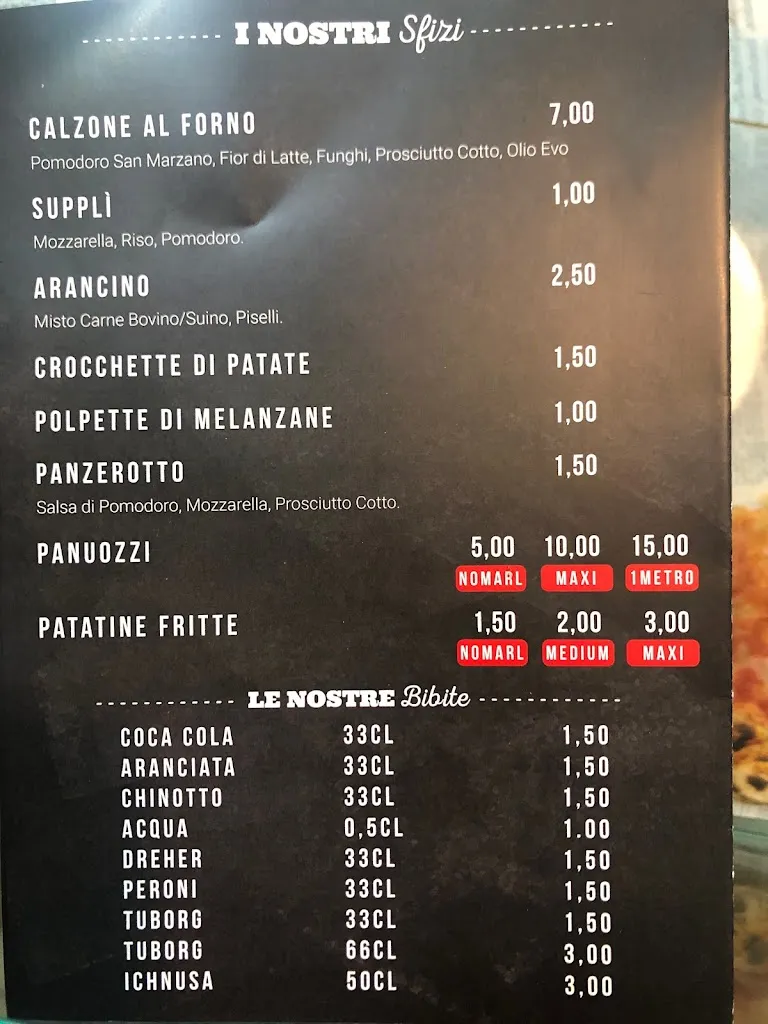 I NOSTRI Sfizi
CALZONE AL FORNO 7,00
Pomodoro San Marzano, Fior di Latte, Funghi, Prosciutto Cotto, Olio Evo
SUPPLÌ 1,00
Mozzarella, Riso, Pomodoro.
ARANCINO 2,50
Misto Carne Bovino/Suino, Piselli.
CROCCHETTE DI PATATE 1,50
POLPETTE DI MELANZANE 1,00
PANZEROTTO 1,50
Salsa di Pomodoro, Mozzarella, Prosciutto Cotto.
PANUOZZI 5,00 10,00 15,00
NOMARL MAXI 1METRO
PATATINE FRITTE 1,50 2,00 3,00
NOMARL MEDIUM MAXI
LE NOSTRE Bibite
COCA COLA 33CL 1,50
ARANCIATA 33CL 1,50
CHINOTTO 33CL 1,50
ACQUA 0,5CL 1.00
DREHER 33CL 1,50
PERONI 33CL 1,50
TUBORG 33CL 1,50
TUBORG 66CL 3,00
ICHNUSA 50CL 3,00